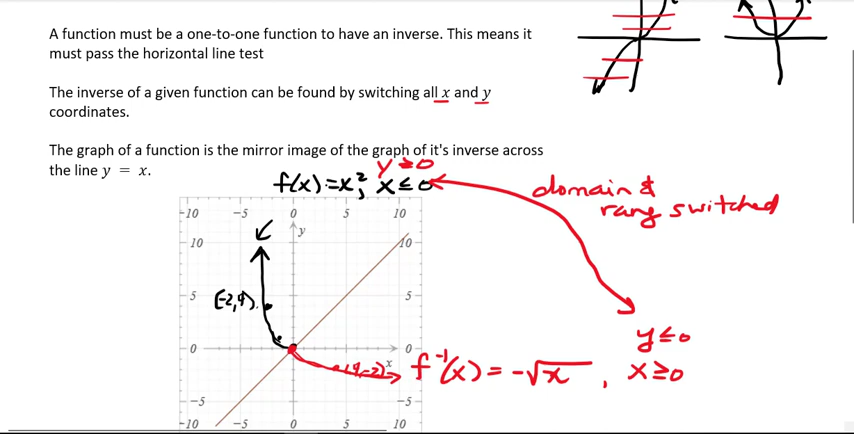 A function must be a one-to-one function to have an inverse. This means it
must pass the horizontal line test
The inverse of a given function can be found by switching all x and y
coordinates.
The graph of a function is the mirror image of the graph of it's inverse across
the line y = x.
y ≥ 0
f(x) = x², x ≤ 0
domain &
rang switched
-10 -5 0 5 10
y
10 10
5 5
(-2,4)
0 x 0
(4,-2)
f⁻¹(x) = -√x , x ≥ 0
y ≤ 0
-5 -5
-10 -5 0 5 10